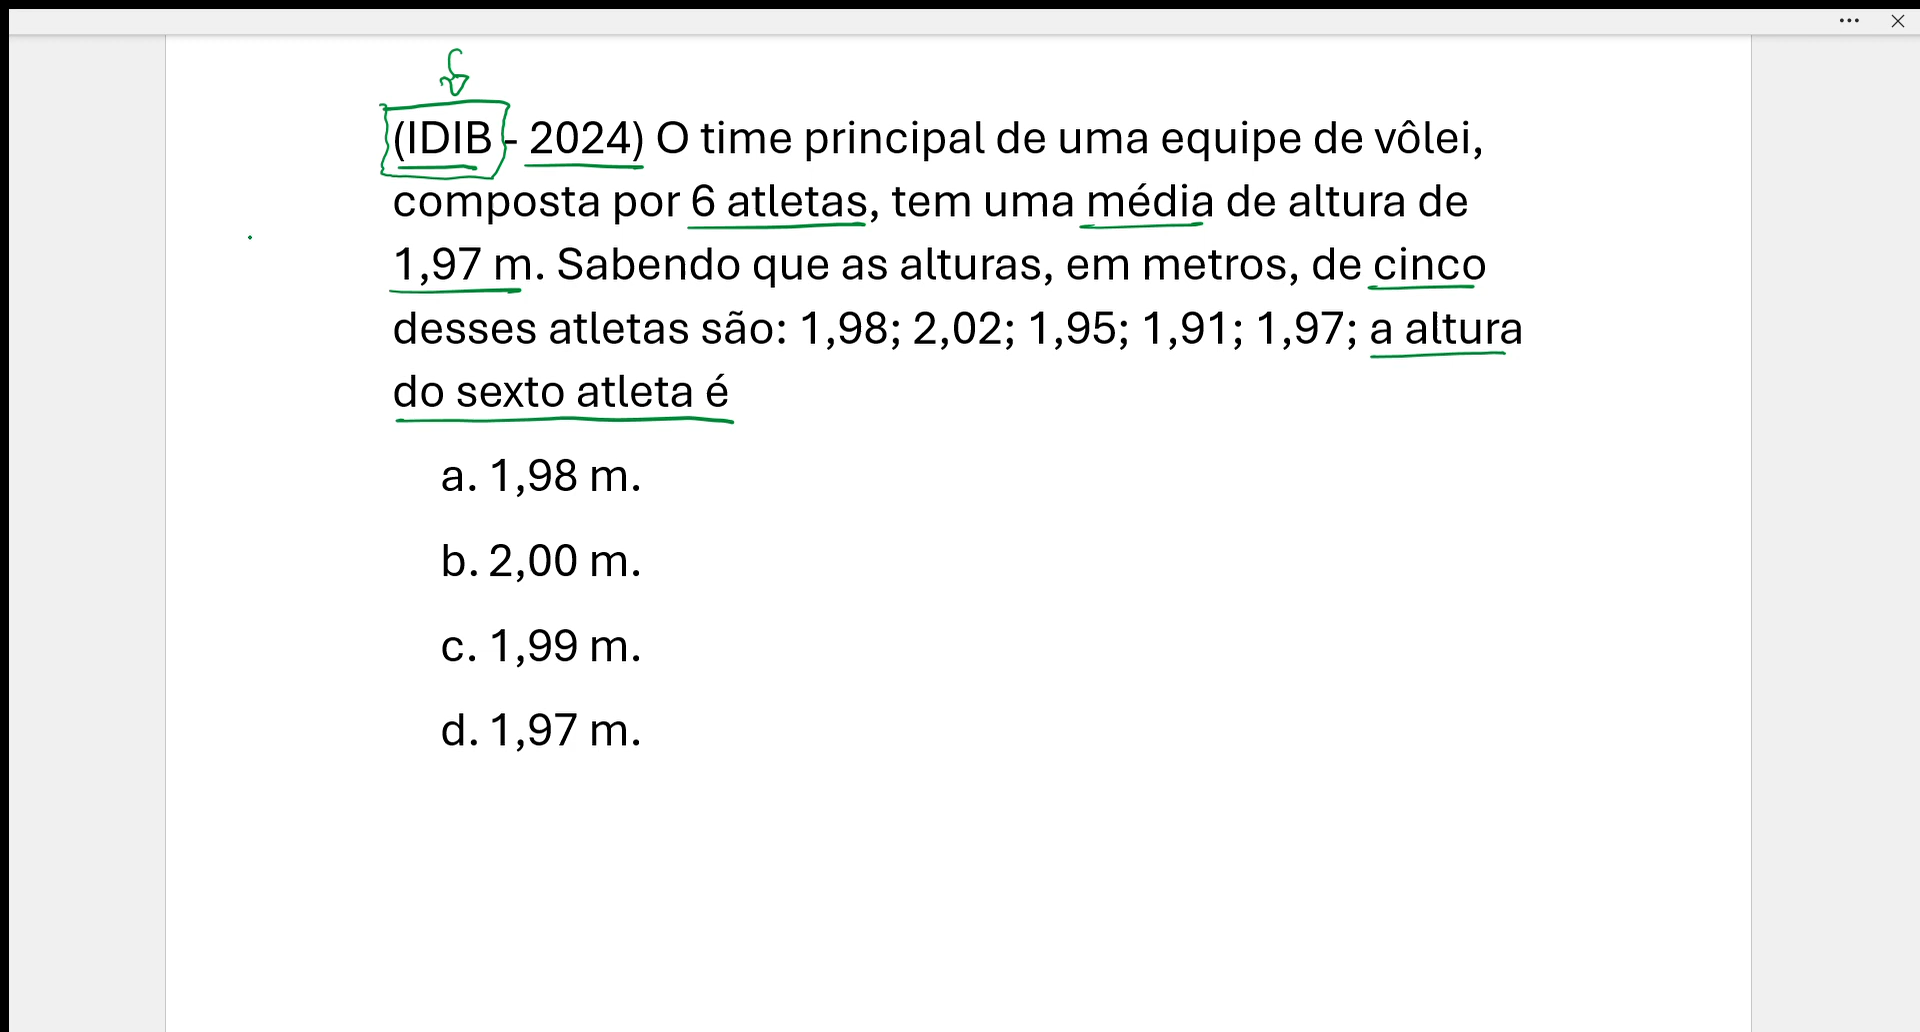 (IDIB - 2024) O time principal de uma equipe de vôlei,
composta por 6 atletas, tem uma média de altura de
1,97 m. Sabendo que as alturas, em metros, de cinco
desses atletas são: 1,98; 2,02; 1,95; 1,91; 1,97; a altura
do sexto atleta é
a. 1,98 m.
b. 2,00 m.
c. 1,99 m.
d. 1,97 m.